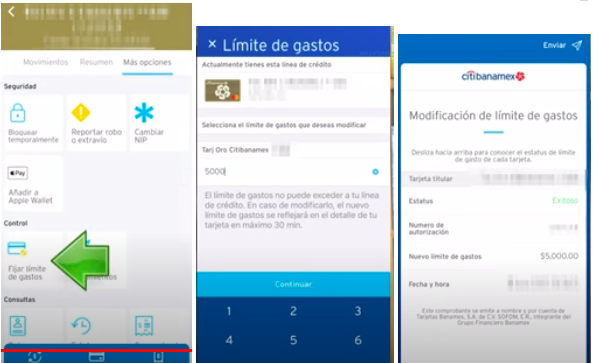 Movimientos Resumen Más opciones
Seguridad
Bloquear
temporalmente
Reportar robo
o extravío
Cambiar
NIP
Pay
Añadir a
Apple Wallet
Control
Fijar límite
de gastos
Consultas
× Límite de gastos
Actualmente tienes esta línea de crédito
Selecciona el límite de gastos que deseas modificar
Tarj Oro Citibanamex
5000
El límite de gastos no puede exceder a tu línea
de crédito. En caso de modificarlo, el nuevo
límite de gastos se reflejará en el detalle de tu
tarjeta en máximo 30 min.
Continuar
1 2 3
4 5 6
Enviar
citibanamex
Modificación de límite de gastos
Desliza hacia arriba para conocer el estatus de límite
de gasto de cada tarjeta.
Tarjeta titular
Estatus Exitoso
Numero de
autorización
Nuevo límite de gastos $5,000.00
Fecha y hora
Este comprobante se emite a nombre y por cuenta de
Tarjetas Banamex, S.A. de C.V. SOFOM, E.R., integrante del
Grupo Financiero Banamex